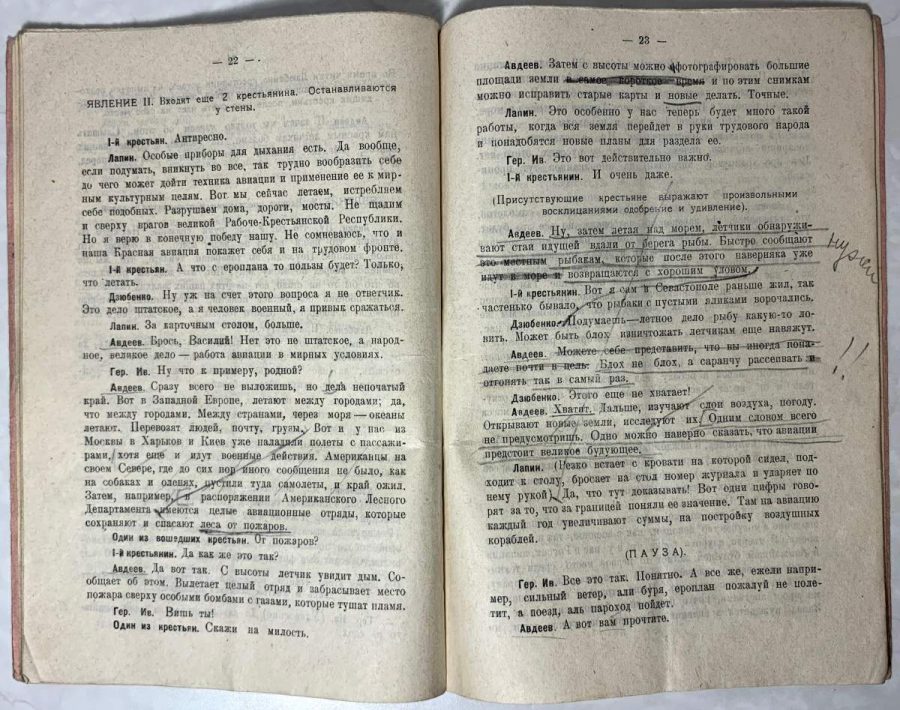 — 22 —
ЯВЛЕНИЕ II. Входят еще 2 крестьянина. Останавливаются
у стены.
I-й крестьян. Антиресно.
Лапин. Особые приборы для дыхания есть. Да вообще,
если подумать, вникнуть во все, так трудно вообразить себе
до чего может дойти техника авиации и применение ее к мир-
ным культурным целям. Вот мы сейчас летаем, истребляем
себе подобных. Разрушаем дома, дороги, мосты. Не щадим
и сверху врагов великой Рабоче-Крестьянской Республики.
Но я верю в конечную победу нашу. Не сомневаюсь, что и
наша Красная авиация покажет себя и на трудовом фронте.
I-й крестьян. А что с ероплана то пользы будет? Только,
что летать.
Дзюбенко. Ну уж на счет этого вопроса я не ответчик.
Это дело штатское, а я человек военный, я привык сражаться.
Лапин. За карточным столом, больше.
Авдеев. Брось, Василий! Нет это не штатское, а народ-
ное, великое дело — работа авиации в мирных условиях.
Гер. Ив. Ну что к примеру, родной?
Авдеев. Сразу всего не выложишь, но дела непочатый
край. Вот в Западной Европе, летают между городами; да,
что между городами. Между странами, через моря — океаны
летают. Перевозят людей, почту, грузы. Вот и у нас из
Москвы в Харьков и Киев уже наладили полеты с пассажи-
рами, хотя еще и идут военные действия. Американцы на
своем Севере, где до сих пор иного сообщения не было, как
на собаках и оленях, пустили туда самолеты, и край ожил.
Затем, например, в распоряжении Американского Лесного
Департамента имеются целые авиационные отряды, которые
сохраняют и спасают леса от пожаров.
Один из вошедших крестьян. От пожаров?
I-й крестьянин. Да как же это так?
Авдеев. Да вот так. С высоты летчик увидит дым. Со-
общает об этом. Вылетает целый отряд и забрасывает место
пожара сверху особыми бомбами с газами, которые тушат пламя.
Гер. Ив. Вишь ты!
Один из крестьян. Скажи на милость.
— 23 —
Авдеев. Затем с высоты можно сфотографировать большие
площади земли в самое короткое время и по этим снимкам
можно исправить старые карты и новые делать. Точные.
Лапин. Это особенно у нас теперь будет много такой
работы, когда вся земля перейдет в руки трудового народа
и понадобятся новые планы для раздела ее.
Гер. Ив. Это вот действительно важно.
I-й крестьянин. И очень даже.
(Присутствующие крестьяне выражают произвольными
восклицаниями одобрение и удивление).
Авдеев. Ну, затем летая над морем, летчики обнаружи-
вают стаи идущей вдали от берега рыбы. Быстро сообщают
это местным рыбакам, которые после этого наверняка уже
идут в море и возвращаются с хорошим уловом.
I-й крестьянин. Вот я сам в Севастополе раньше жил, так
частенько бывало, что рыбаки с пустыми яликами ворочались.
Дзюбенко. Подумаешь—летное дело рыбу какую-то ло-
вить. Может быть блох изничтожать летчикам еще навяжут.
Авдеев. Можете себе представить, что вы иногда попа-
даете почти в цель. Блох не блох, а саранчу рассеивать и
отгонять так в самый раз.
!!
Дзюбенко. Этого еще не хватает!
Авдеев. Хватит. Дальше, изучают слои воздуха, погоду.
Открывают новые земли, исследуют их. Одним словом всего
не предусмотришь. Одно можно наверно сказать, что авиации
предстоит великое будующее.
Лапин. (Резко встает с кровати на которой сидел, под-
ходит к столу, бросает на стол номер журнала и ударяет по
нему рукой). Да, что тут доказывать! Вот одни цифры гово-
рят за то, что за границей поняли ее значение. Там на авиацию
каждый год увеличивают суммы, на постройку воздушных
кораблей.
(ПАУЗА).
Гер. Ив. Все это так. Понятно. А все же, ежели напри-
мер, сильный ветер, али буря, ероплан пожалуй не поле-
тит, а поезд, аль пароход пойдет.
Авдеев. А вот вам прочтите.